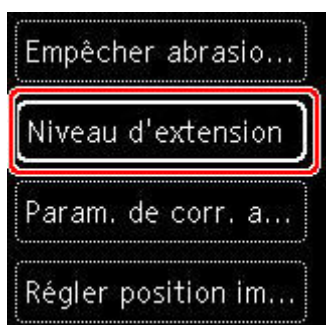 Empêcher abrasio...
Niveau d'extension
Param. de corr. a...
Régler position im...